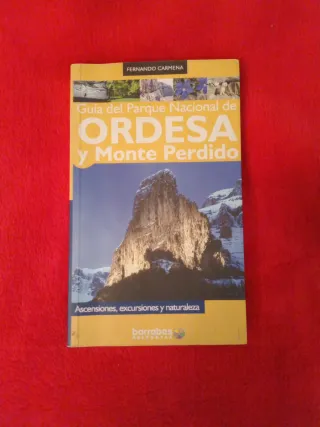 FERNANDO CARMENA
Guía del Parque Nacional de
ORDESA
y Monte Perdido
Ascensiones, excursiones y naturaleza
barrabes